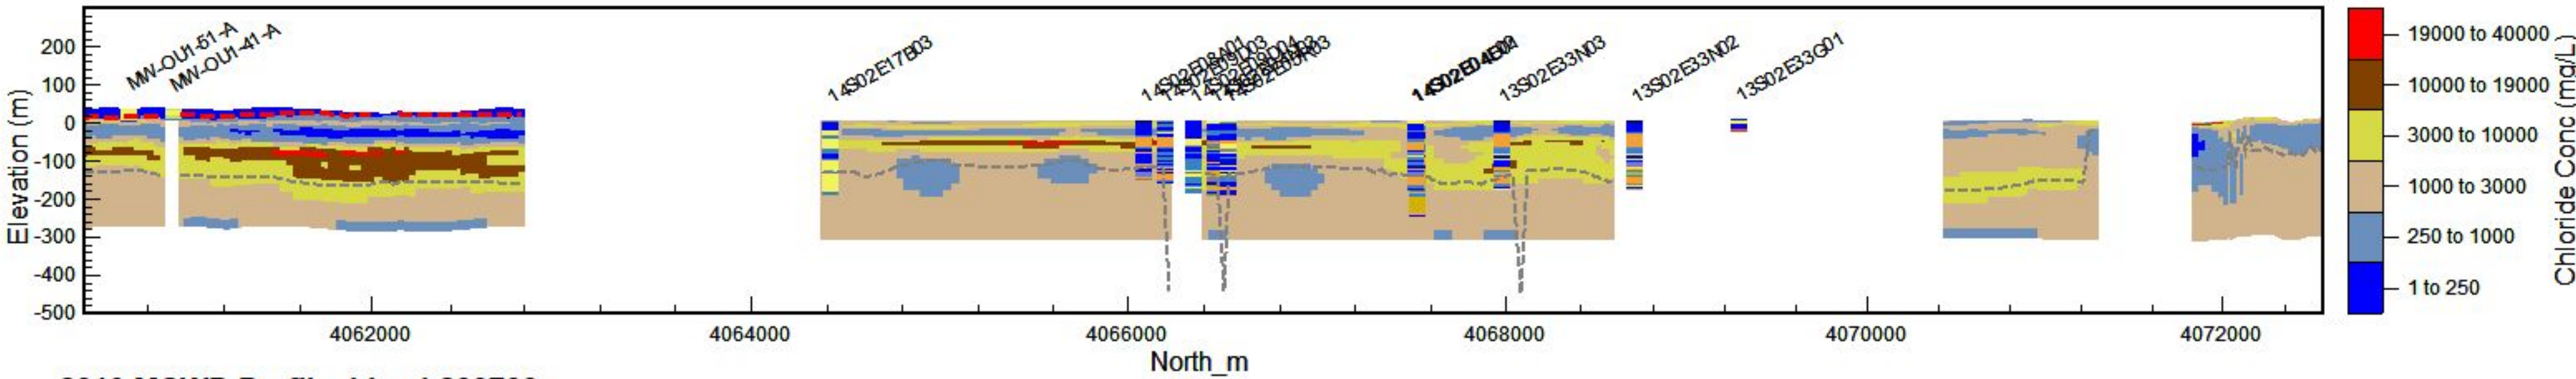 MW-OU1-51-A
MW-OU1-41-A
14S02E17B03
14S02E08A01
13S02E33N03
13S02E33N02
13S02E33G01
200
100
0
-100
-200
-300
-400
-500
Elevation (m)
4062000
4064000
4066000
4068000
4070000
4072000
North_m
19000 to 40000
10000 to 19000
3000 to 10000
1000 to 3000
250 to 1000
1 to 250
Chloride Conc (mg/L)